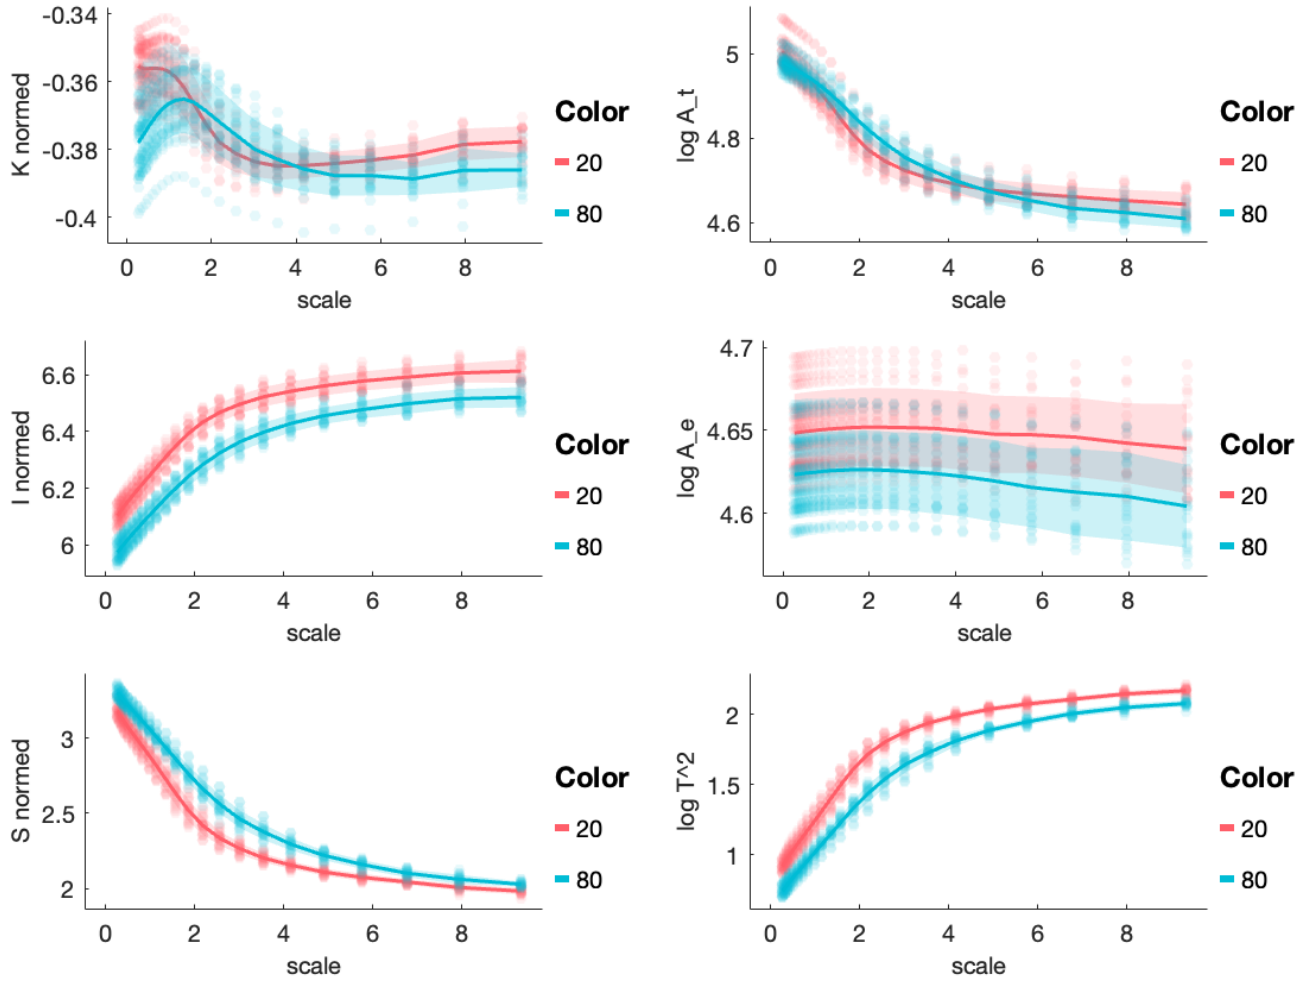 -0.34
-0.36
-0.38
-0.4
K normed
0 2 4 6 8
scale
Color
20
80
5
4.8
4.6
log A_t
0 2 4 6 8
scale
Color
20
80
6.6
6.4
6.2
6
I normed
0 2 4 6 8
scale
Color
20
80
4.7
4.65
4.6
log A_e
0 2 4 6 8
scale
Color
20
80
3
2.5
2
S normed
0 2 4 6 8
scale
Color
20
80
2
1.5
1
log T^2
0 2 4 6 8
scale
Color
20
80